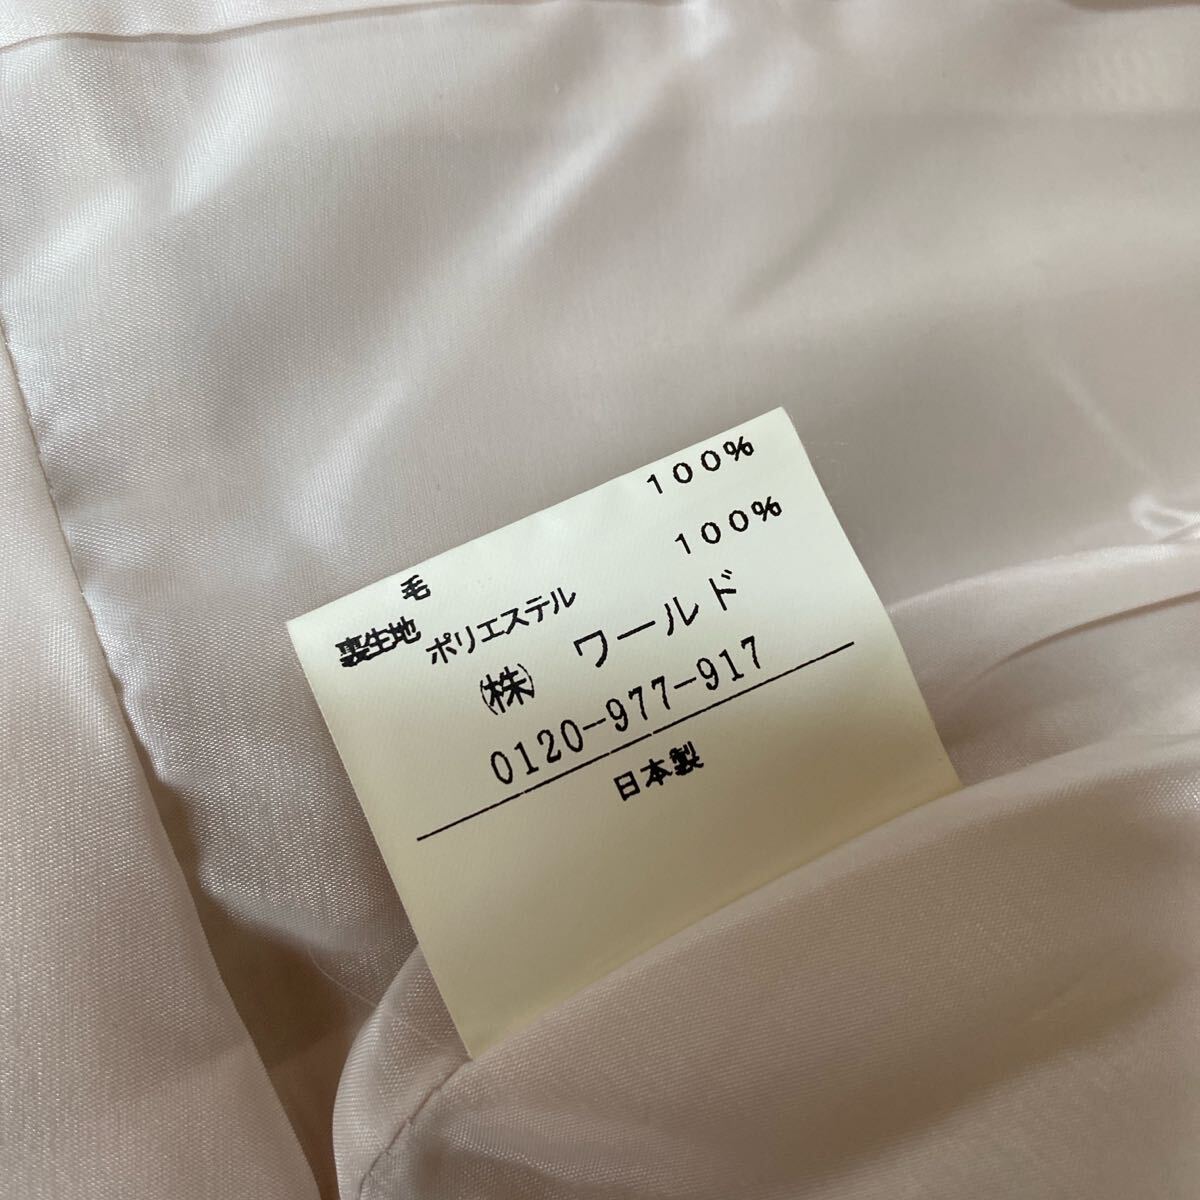 毛 100%
裏生地 ポリエステル 100%
㈱ ワールド
0120-977-917
日本製